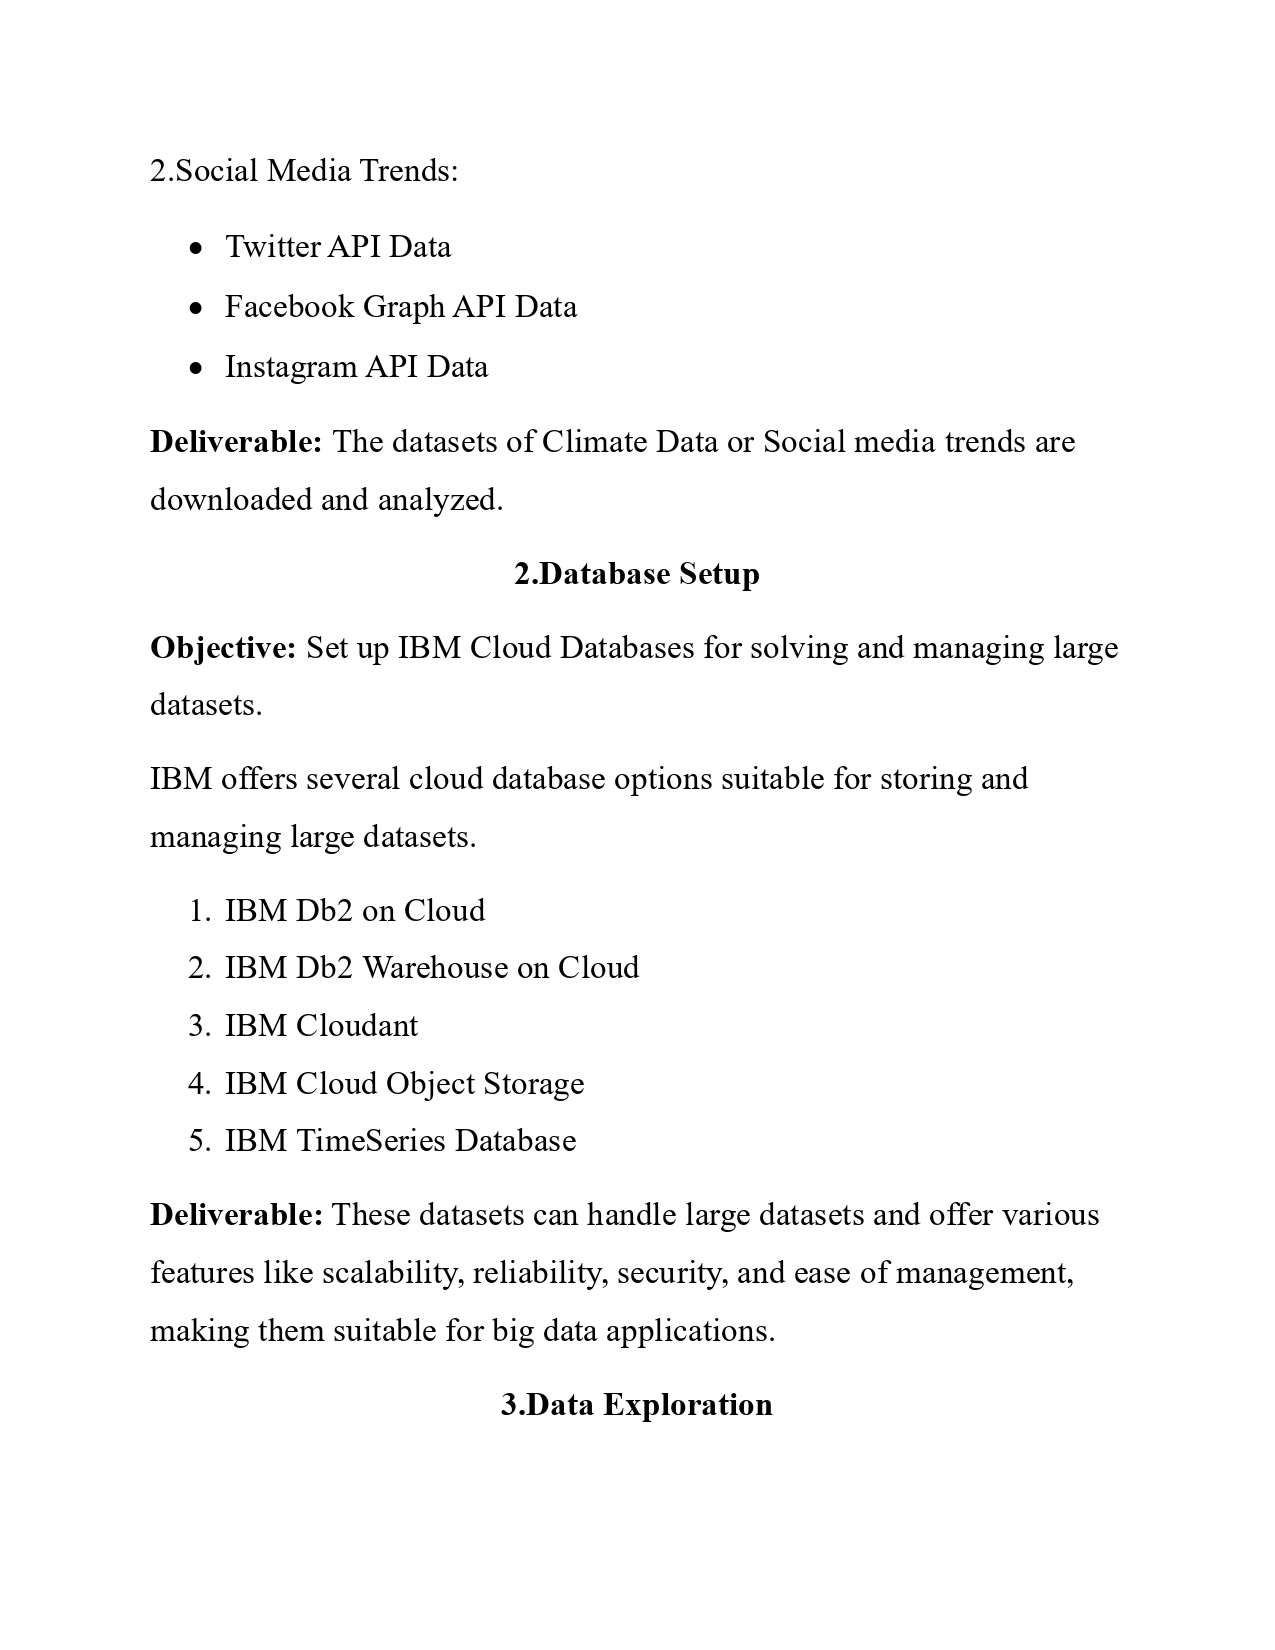 2.Social Media Trends:
• Twitter API Data
• Facebook Graph API Data
• Instagram API Data
Deliverable: The datasets of Climate Data or Social media trends are
downloaded and analyzed.
2.Database Setup
Objective: Set up IBM Cloud Databases for solving and managing large
datasets.
IBM offers several cloud database options suitable for storing and
managing large datasets.
1. IBM Db2 on Cloud
2. IBM Db2 Warehouse on Cloud
3. IBM Cloudant
4. IBM Cloud Object Storage
5. IBM TimeSeries Database
Deliverable: These datasets can handle large datasets and offer various
features like scalability, reliability, security, and ease of management,
making them suitable for big data applications.
3.Data Exploration